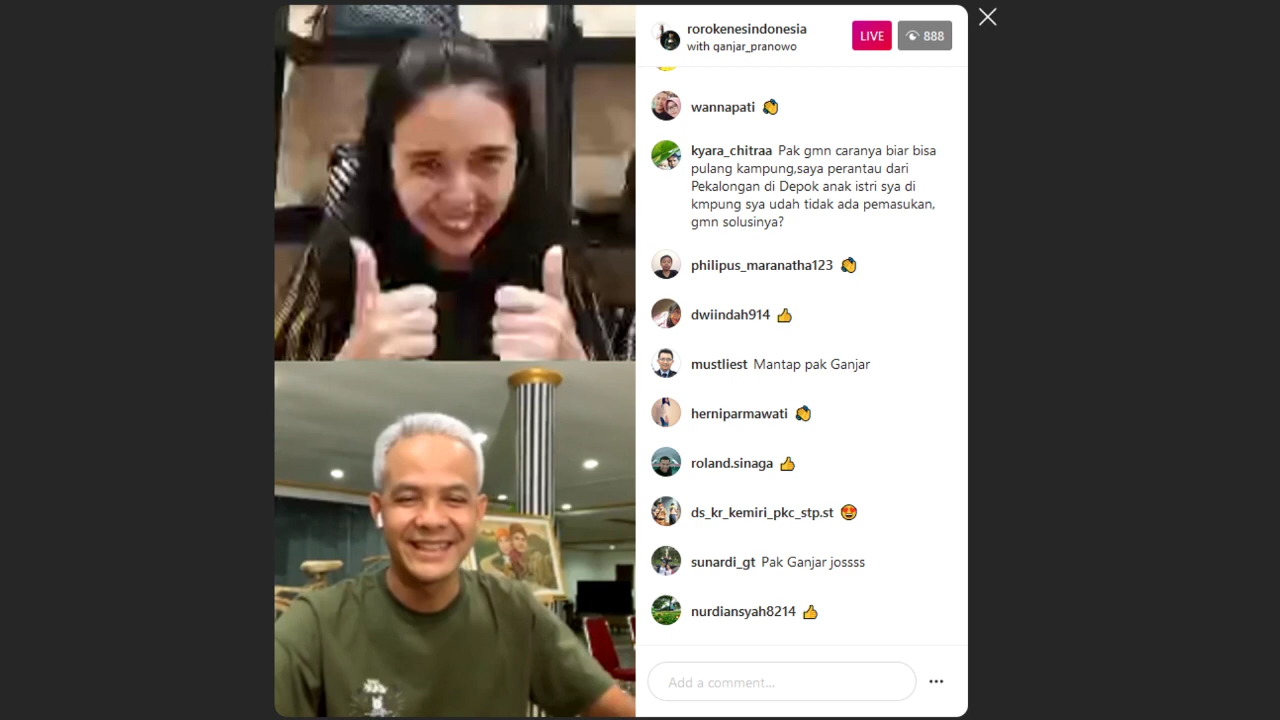 rorokenesindonesia
with ganjar_pranowo
LIVE
888
wannapati
kyara_chitraa Pak gmn caranya biar bisa
pulang kampung,saya perantau dari
Pekalongan di Depok anak istri sya di
kmpung sya udah tidak ada pemasukan,
gmn solusinya?
philipus_maranatha123
dwiindah914
mustliest Mantap pak Ganjar
herniparmawati
roland.sinaga
ds_kr_kemiri_pkc_stp.st
sunardi_gt Pak Ganjar jossss
nurdiansyah8214
Add a comment...